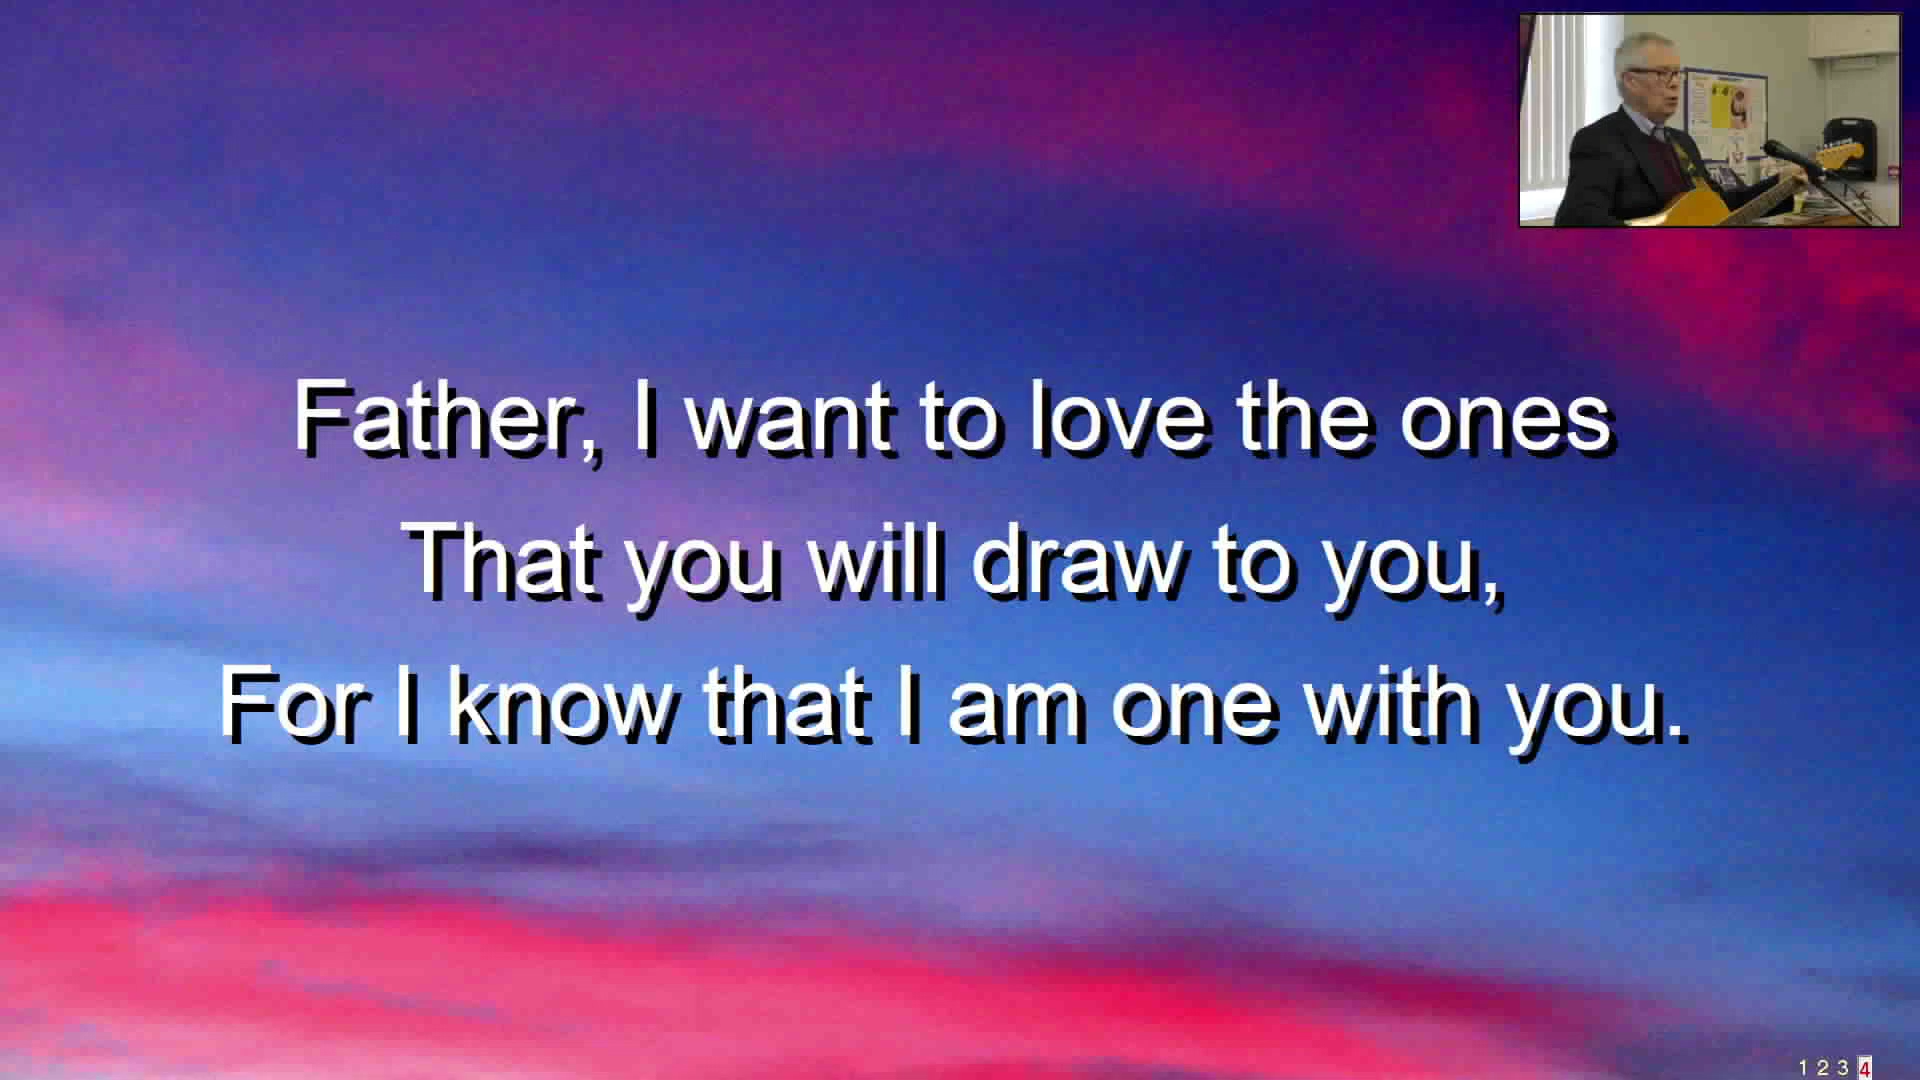 Father, I want to love the ones
That you will draw to you,
For I know that I am one with you.
1 2 3 4